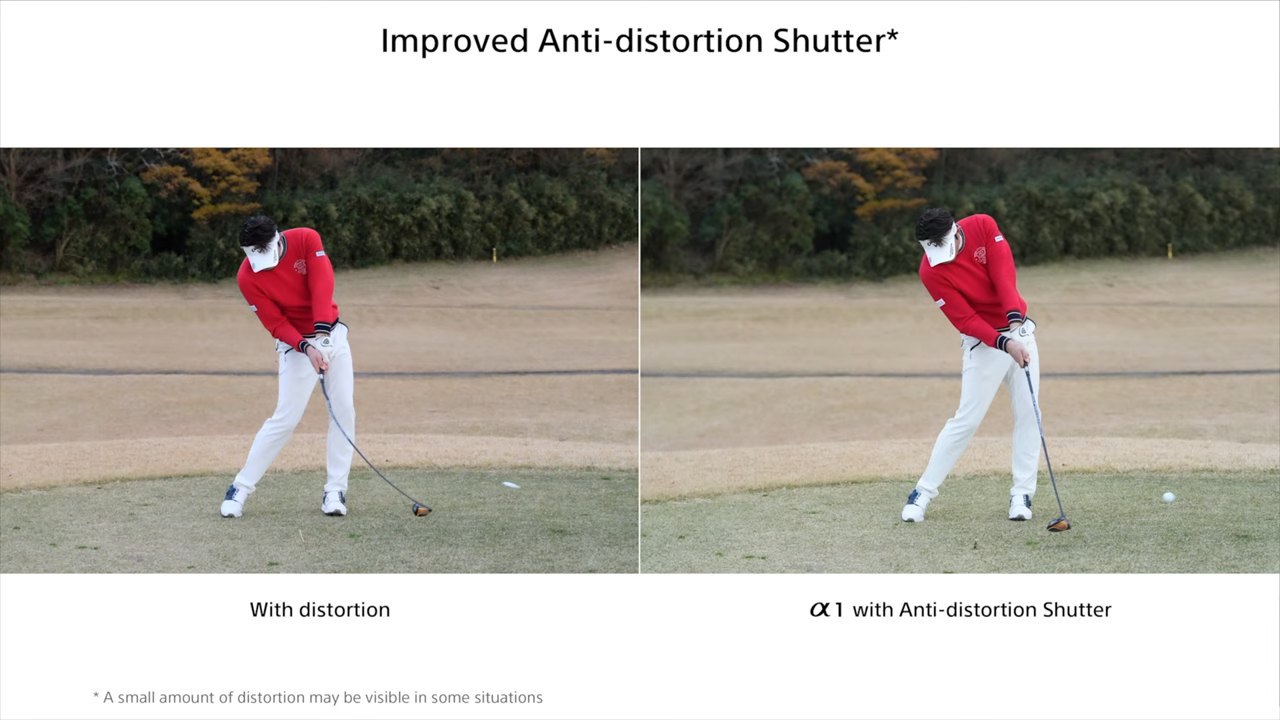 Improved Anti-distortion Shutter*
With distortion
α1 with Anti-distortion Shutter
* A small amount of distortion may be visible in some situations